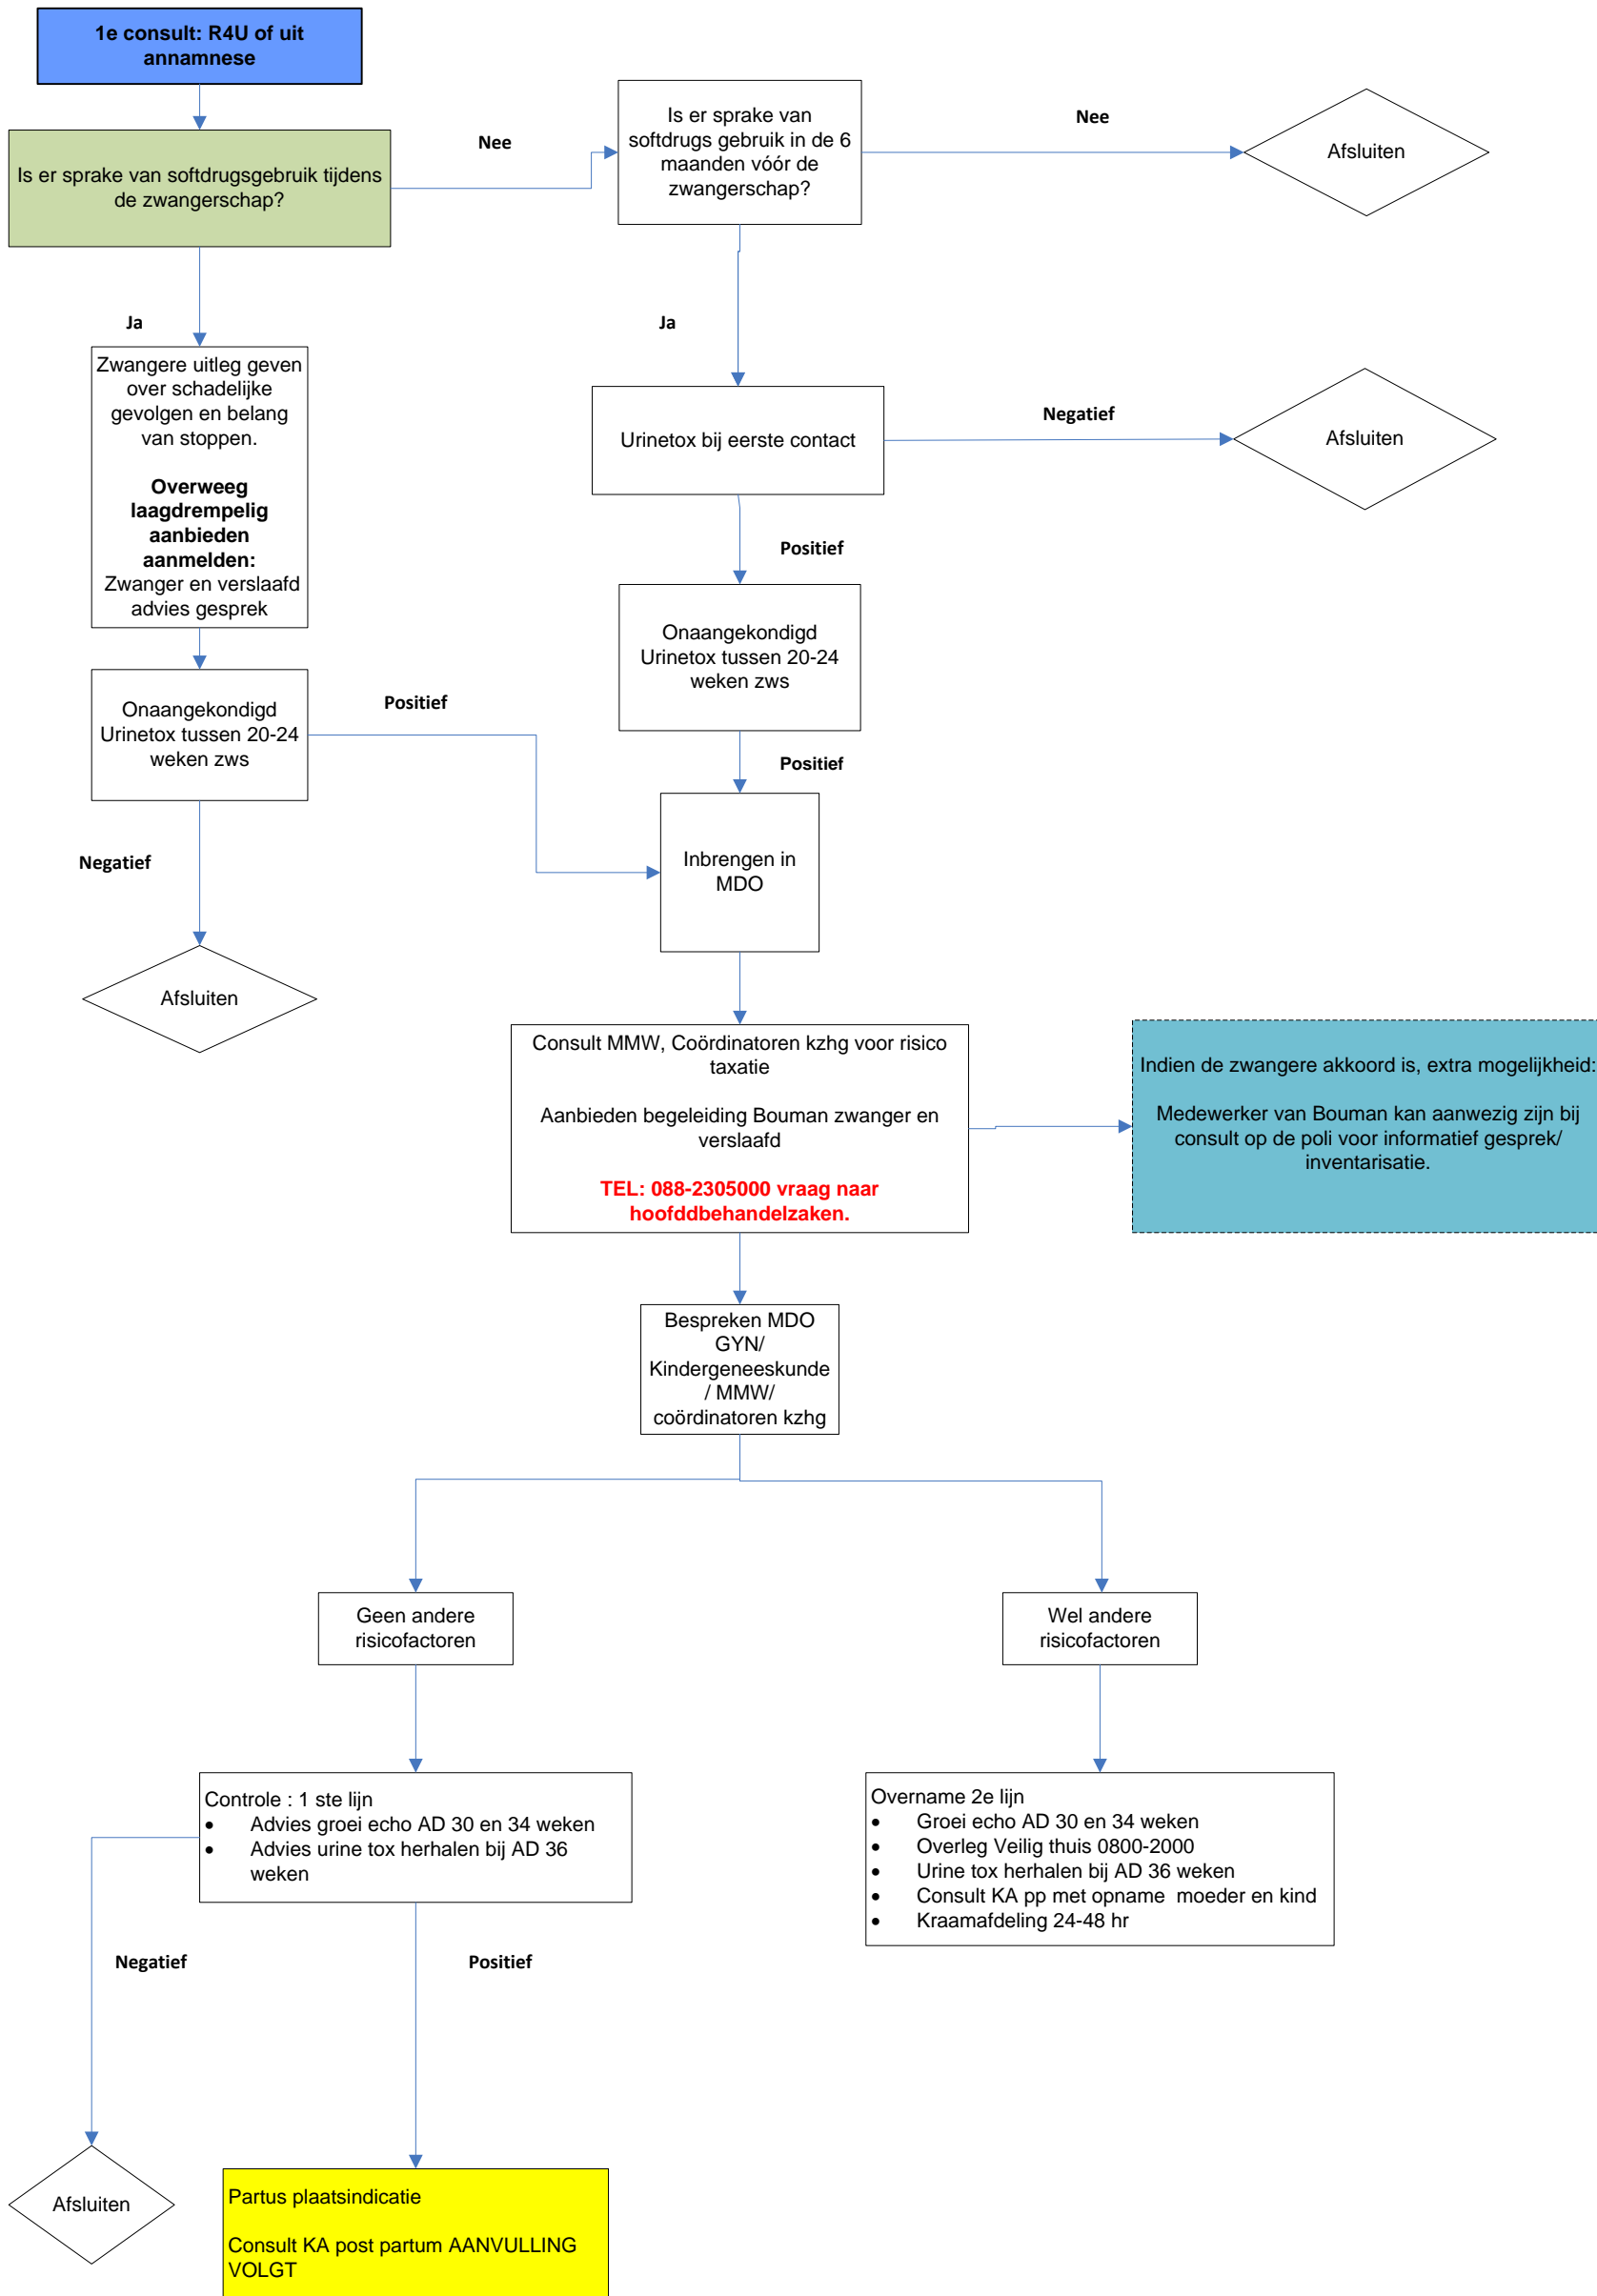 1e consult: R4U of uit
annamnese
Is er sprake van softdrugsgebruik tijdens
de zwangerschap?
Nee
Is er sprake van
softdrugs gebruik in de 6
maanden vóór de
zwangerschap?
Nee
Afsluiten
Ja
Zwangere uitleg geven
over schadelijke
gevolgen en belang
van stoppen.
Overweeg
laagdrempelig
aanbieden
aanmelden:
Zwanger en verslaafd
advies gesprek
Ja
Urinetox bij eerste contact
Negatief
Afsluiten
Positief
Onaangekondigd
Urinetox tussen 20-24
weken zws
Onaangekondigd
Urinetox tussen 20-24
weken zws
Positief
Positief
Negatief
Inbrengen in
MDO
Afsluiten
Consult MMW, Coördinatoren kzhg voor risico
taxatie
Aanbieden begeleiding Bouman zwanger en
verslaafd
TEL: 088-2305000 vraag naar
hoofddbehandelzaken.
Indien de zwangere akkoord is, extra mogelijkheid:
Medewerker van Bouman kan aanwezig zijn bij
consult op de poli voor informatief gesprek/
inventarisatie.
Bespreken MDO
GYN/
Kindergeneeskunde
/ MMW/
coördinatoren kzhg
Geen andere
risicofactoren
Wel andere
risicofactoren
Controle : 1 ste lijn
• Advies groei echo AD 30 en 34 weken
• Advies urine tox herhalen bij AD 36
weken
Overname 2e lijn
• Groei echo AD 30 en 34 weken
• Overleg Veilig thuis 0800-2000
• Urine tox herhalen bij AD 36 weken
• Consult KA pp met opname moeder en kind
• Kraamafdeling 24-48 hr
Negatief
Positief
Afsluiten
Partus plaatsindicatie
Consult KA post partum AANVULLING
VOLGT